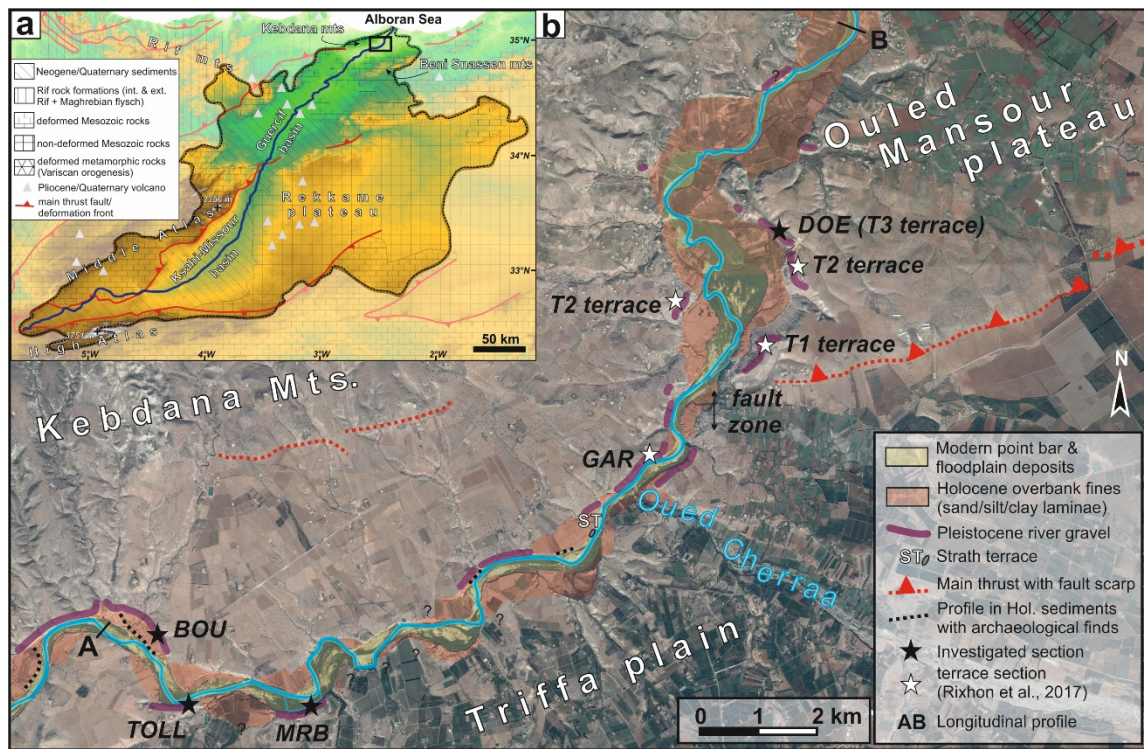 a
Alboran Sea
Kebdana mts
35°N
Rif mts
Beni Snassen mts
Neogene/Quaternary sediments
Rif rock formations (int. & ext.
Rif + Maghrebian flysch)
deformed Mesozoic rocks
non-deformed Mesozoic rocks
deformed metamorphic rocks
(Variscan orogenesis)
Pliocene/Quaternary volcano
main thrust fault/
deformation front
Guercif
basin
34°N
Rekkame
plateau
Middle Atlas
Ksabi-Missour
basin
33°N
High Atlas
5°W
4°W
3°W
2°W
50 km
b
B
?
Ouled
Mansour
plateau
DOE (T3 terrace)
T2 terrace
T2 terrace
T1 terrace
N
fault
zone
Kebdana Mts.
GAR
ST
Oued
Cherraa
Triffa plain
A
BOU
TOLL
MRB
?
?
?
?
?
0 1 2 km
Modern point bar &
floodplain deposits
Holocene overbank fines
(sand/silt/clay laminae)
Pleistocene river gravel
ST Strath terrace
Main thrust with fault scarp
Profile in Hol. sediments
with archaeological finds
Investigated section
terrace section
(Rixhon et al., 2017)
AB Longitudinal profile